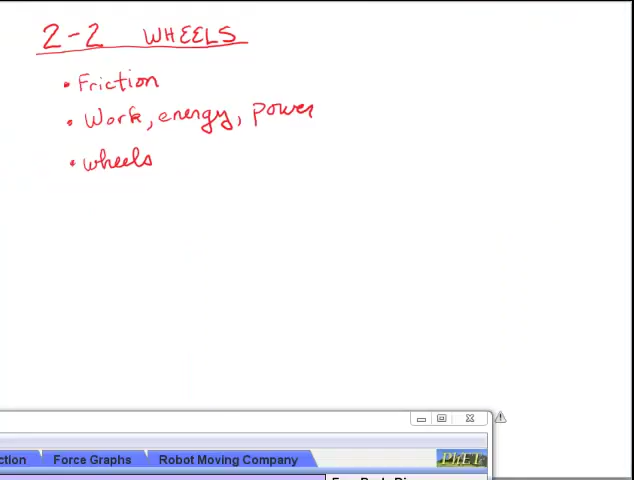 2-2 WHEELS
• Friction
• Work, energy, power
• wheels
ction Force Graphs Robot Moving Company PhET